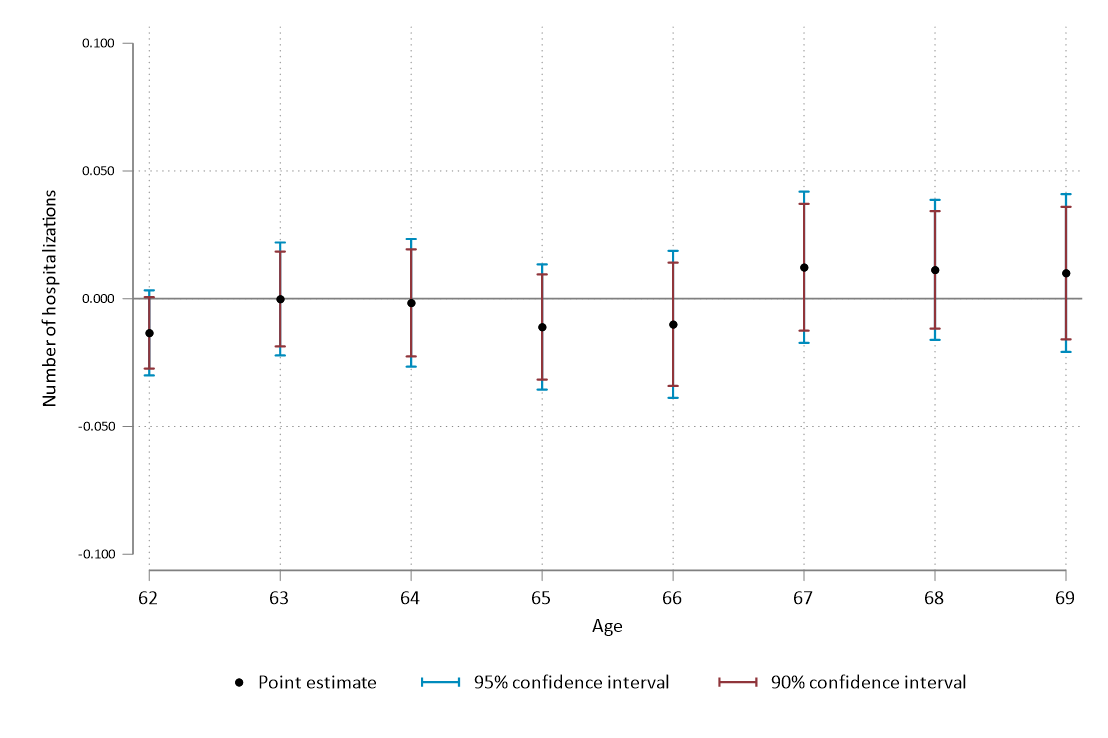 0.100
0.050
0.000
-0.050
-0.100
Number of hospitalizations
62 63 64 65 66 67 68 69
Age
Point estimate 95% confidence interval 90% confidence interval